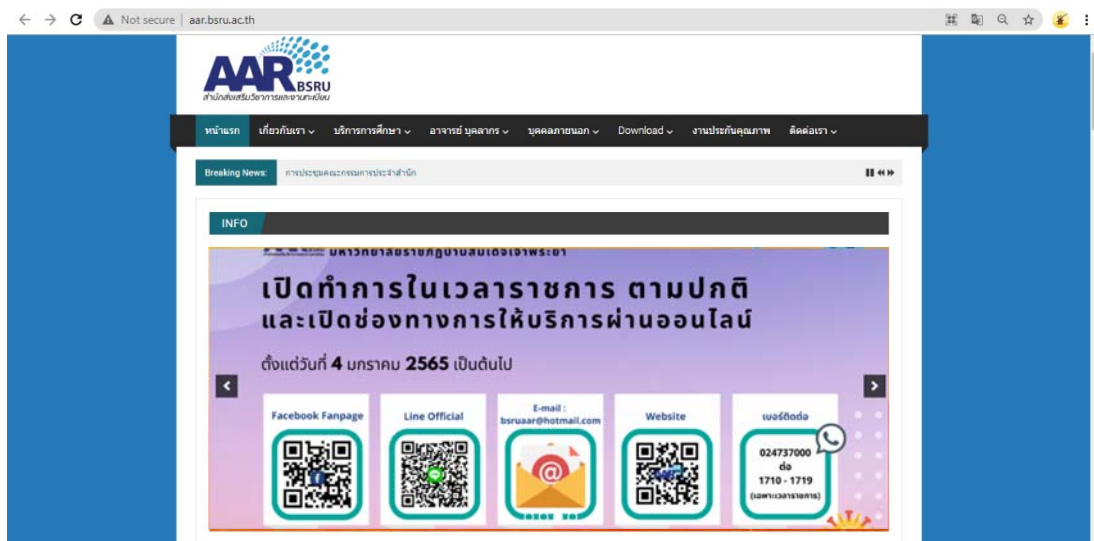 Not secure | aar.bsru.ac.th
AAR BSRU
สำนักส่งเสริมวิชาการและงานทะเบียน
หน้าแรก เกี่ยวกับเรา บริการการศึกษา อาจารย์ บุคลากร บุคคลภายนอก Download งานประกันคุณภาพ ติดต่อเรา
Breaking News: การประชุมคณะกรรมการประจำสำนัก
INFO
มหาวิทยาลัยราชภัฏบ้านสมเด็จเจ้าพระยา
เปิดทำการในเวลาราชการ ตามปกติ
และเปิดช่องทางการให้บริการผ่านออนไลน์
ตั้งแต่วันที่ 4 มกราคม 2565 เป็นต้นไป
Facebook Fanpage
Line Official
E-mail :
bsruaar@hotmail.com
Website
เบอร์ติดต่อ
024737000
ต่อ
1710 - 1719
(เฉพาะเวลาราชการ)